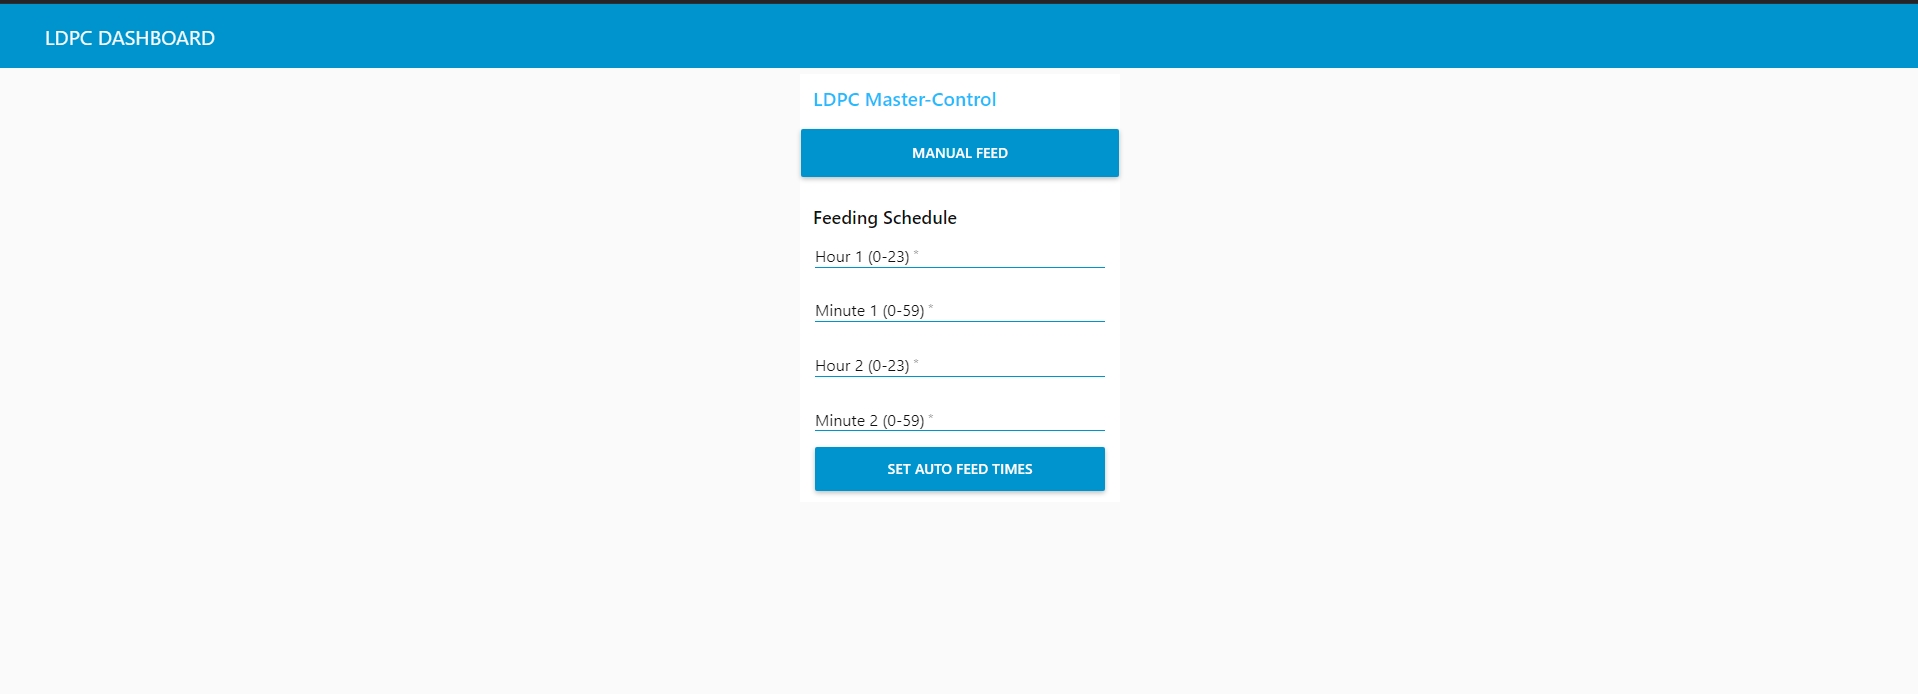 LDPC DASHBOARD
LDPC Master-Control
MANUAL FEED
Feeding Schedule
Hour 1 (0-23) *
Minute 1 (0-59) *
Hour 2 (0-23) *
Minute 2 (0-59) *
SET AUTO FEED TIMES